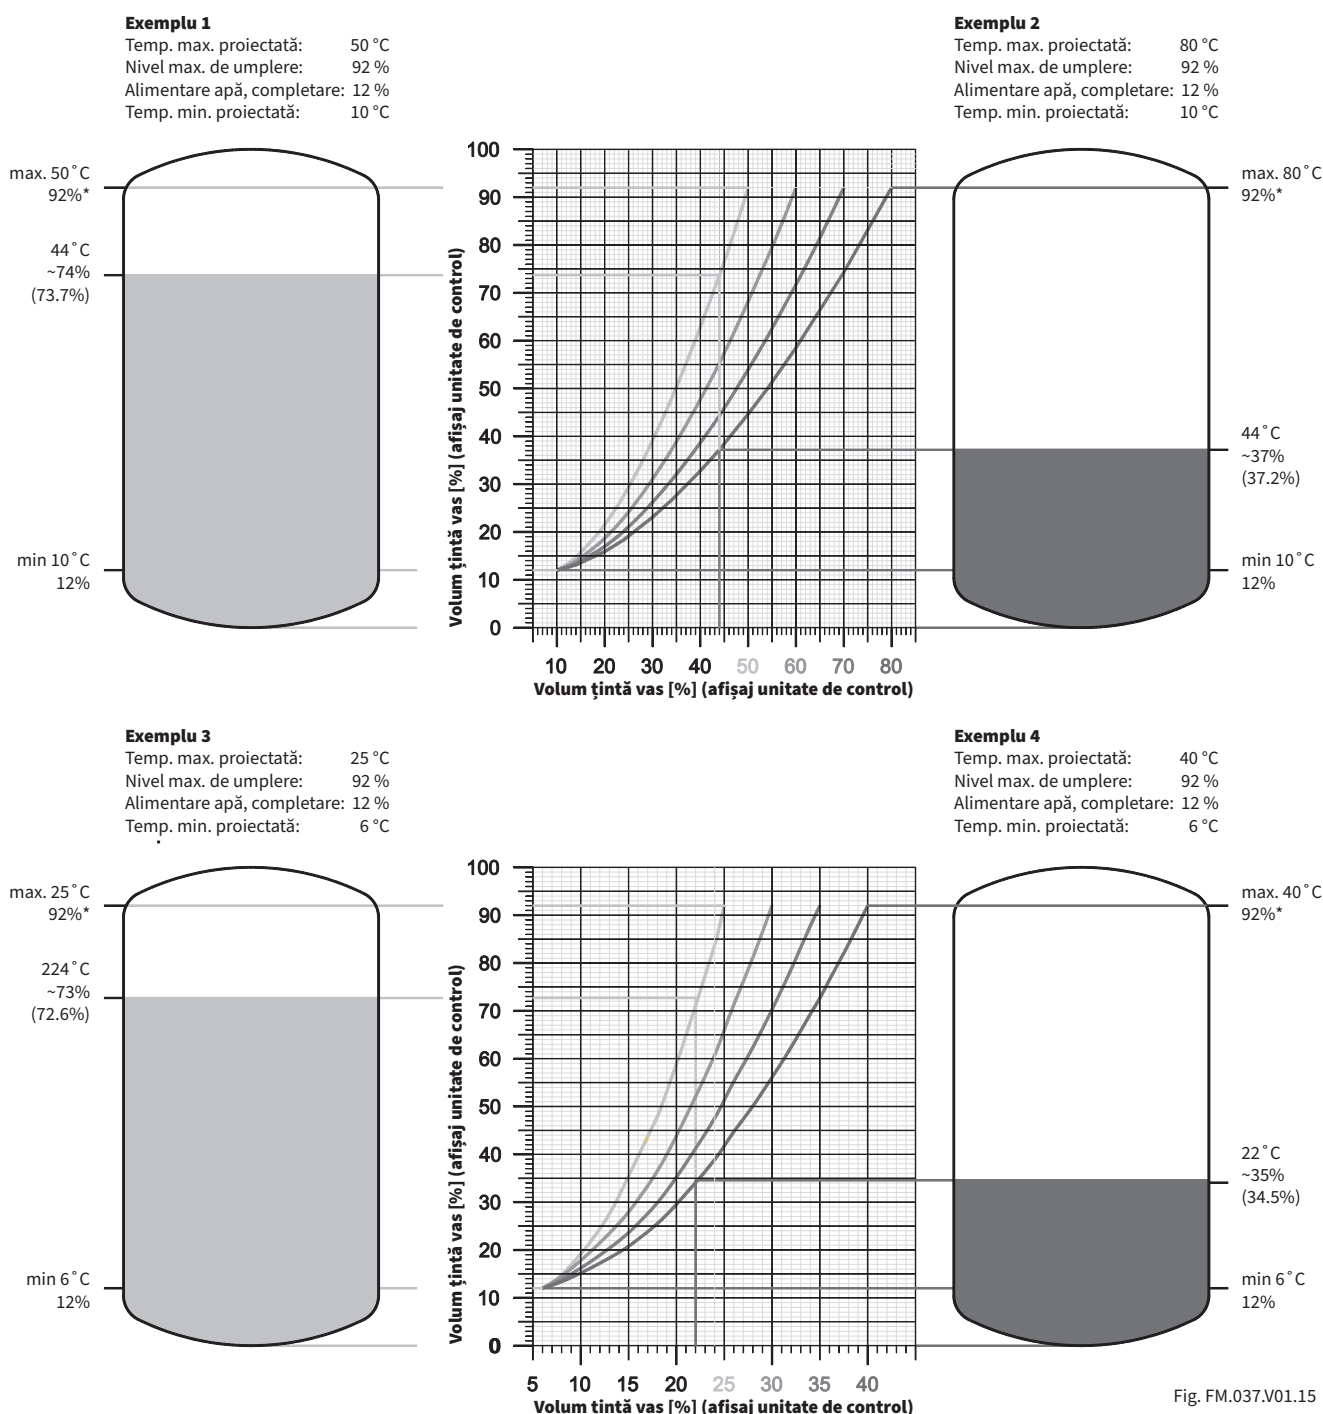 Exemplu 1
Temp. max. proiectată: 50 °C
Nivel max. de umplere: 92 %
Alimentare apă, completare: 12 %
Temp. min. proiectată: 10 °C
Exemplu 2
Temp. max. proiectată: 80 °C
Nivel max. de umplere: 92 %
Alimentare apă, completare: 12 %
Temp. min. proiectată: 10 °C
max. 50˚C
92%*
44˚C
~74%
(73.7%)
min 10˚C
12%
Volum țintă vas [%] (afișaj unitate de control)
100
90
80
70
60
50
40
30
20
10
0
10 20 30 40 50 60 70 80
Volum țintă vas [%] (afișaj unitate de control)
max. 80˚C
92%*
44˚C
~37%
(37.2%)
min 10˚C
12%
Exemplu 3
Temp. max. proiectată: 25 °C
Nivel max. de umplere: 92 %
Alimentare apă, completare: 12 %
Temp. min. proiectată: 6 °C
Exemplu 4
Temp. max. proiectată: 40 °C
Nivel max. de umplere: 92 %
Alimentare apă, completare: 12 %
Temp. min. proiectată: 6 °C
max. 25˚C
92%*
224˚C
~73%
(72.6%)
min 6˚C
12%
Volum țintă vas [%] (afișaj unitate de control)
100
90
80
70
60
50
40
30
20
10
0
5 10 15 20 25 30 35 40
Volum țintă vas [%] (afișaj unitate de control)
max. 40˚C
92%*
22˚C
~35%
(34.5%)
min 6˚C
12%
Fig. FM.037.V01.15